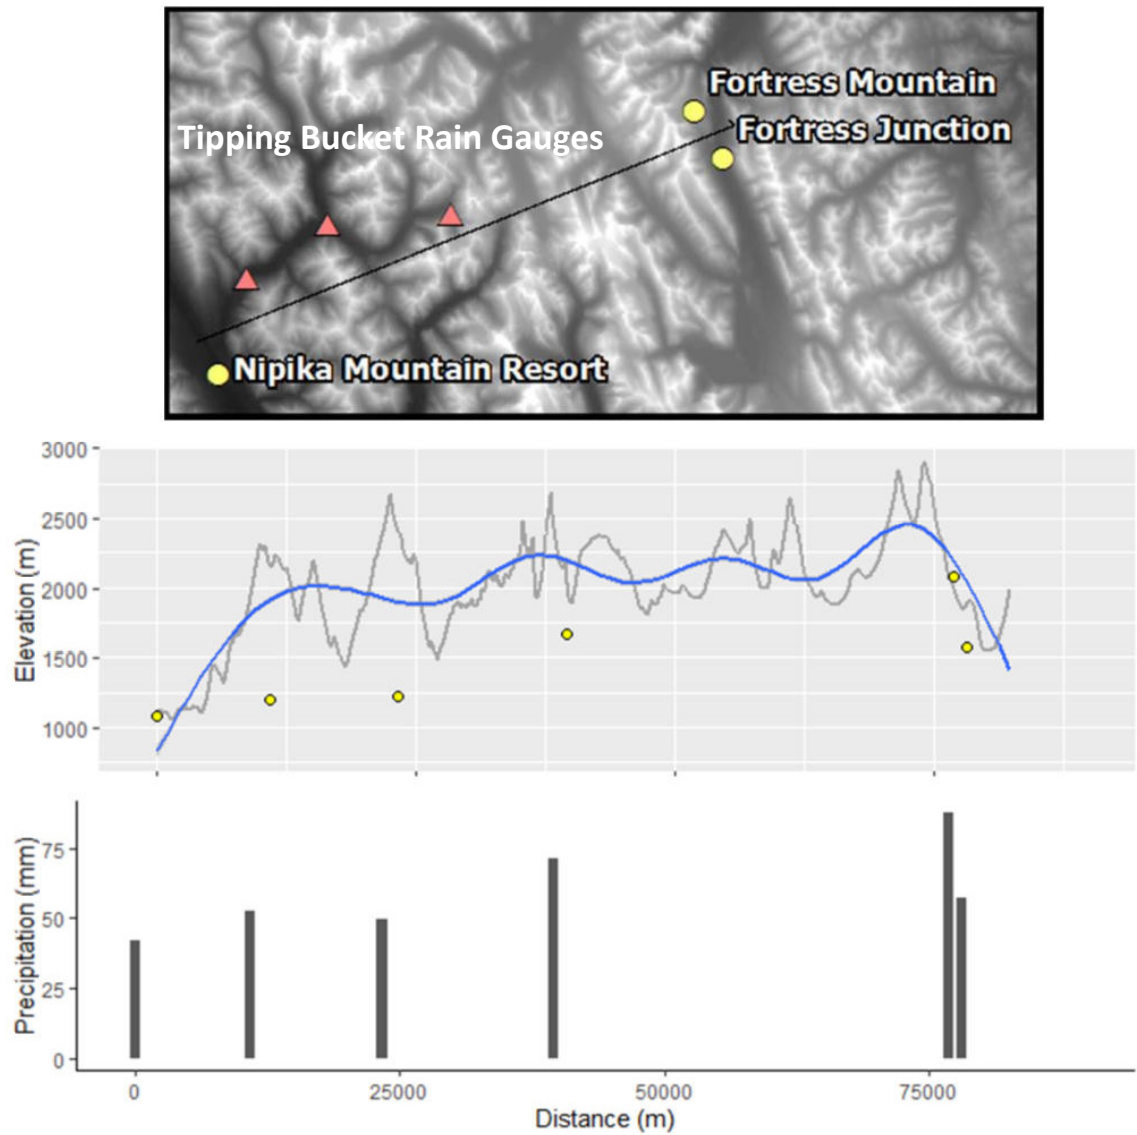 Fortress Mountain
Tipping Bucket Rain Gauges
Fortress Junction
Nipika Mountain Resort
3000
2500
2000
1500
1000
Elevation (m)
75
50
25
0
Precipitation (mm)
0 25000 50000 75000
Distance (m)